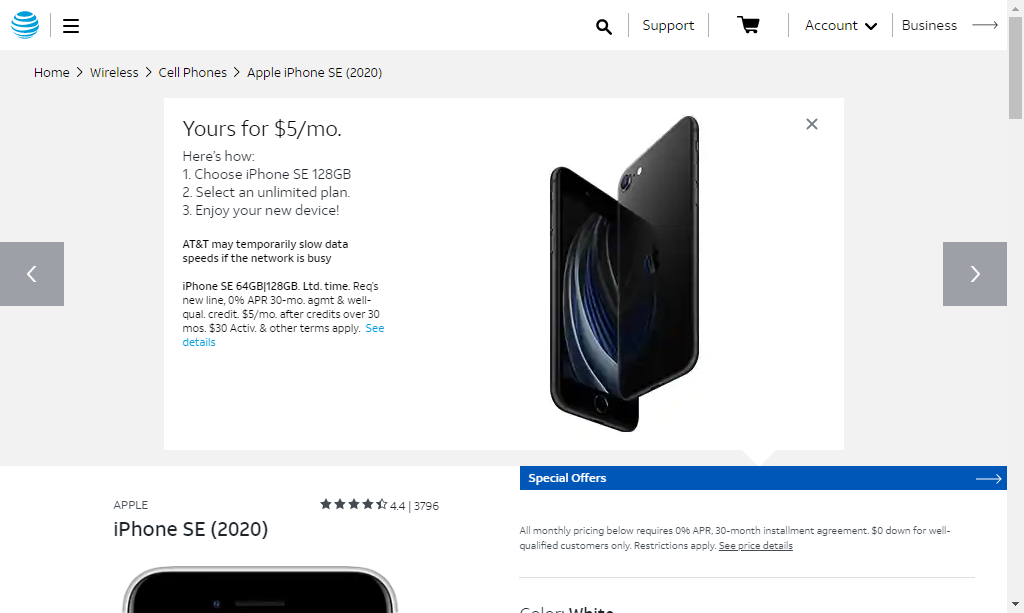 Support
Account
Business
Home > Wireless > Cell Phones > Apple iPhone SE (2020)
Yours for $5/mo.
Here's how:
1. Choose iPhone SE 128GB
2. Select an unlimited plan.
3. Enjoy your new device!
AT&T may temporarily slow data
speeds if the network is busy
iPhone SE 64GB|128GB. Ltd. time. Req's
new line, 0% APR 30-mo. agmt & well-
qual. credit. $5/mo. after credits over 30
mos. $30 Activ. & other terms apply. See
details
Special Offers
APPLE
4.4 | 3796
iPhone SE (2020)
All monthly pricing below requires 0% APR, 30-month installment agreement. $0 down for well-
qualified customers only. Restrictions apply. See price details
Color: White